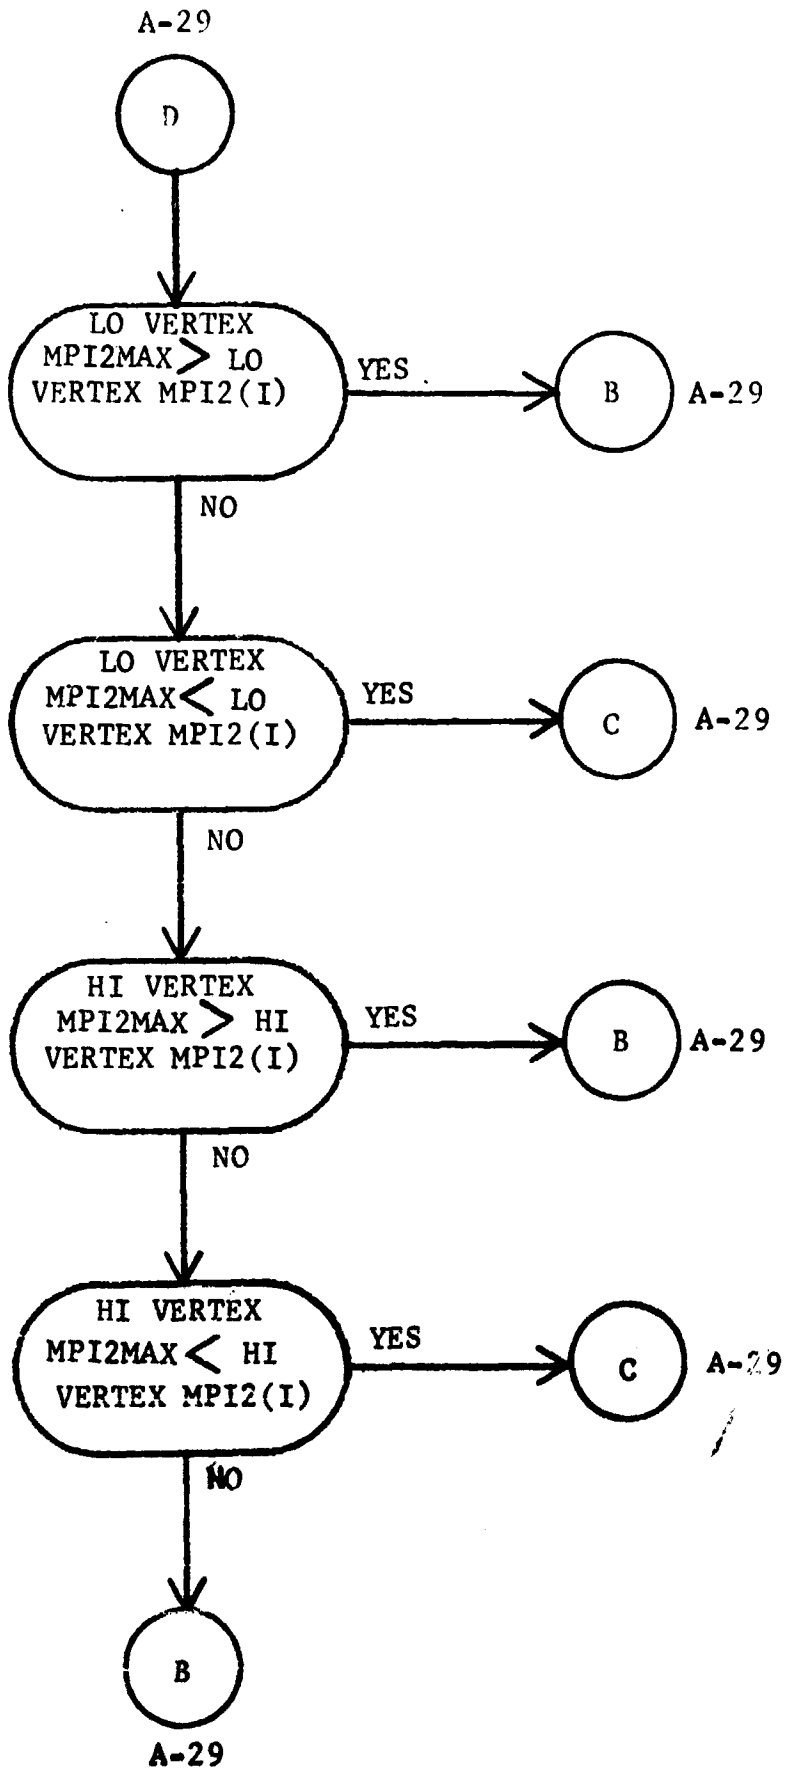 A-29
D
LO VERTEX
MPI2MAX > LO
VERTEX MPI2(I)
YES
B
A-29
NO
LO VERTEX
MPI2MAX < LO
VERTEX MPI2(I)
YES
C
A-29
NO
HI VERTEX
MPI2MAX > HI
VERTEX MPI2(I)
YES
B
A-29
NO
HI VERTEX
MPI2MAX < HI
VERTEX MPI2(I)
YES
C
A-29
NO
B
A-29